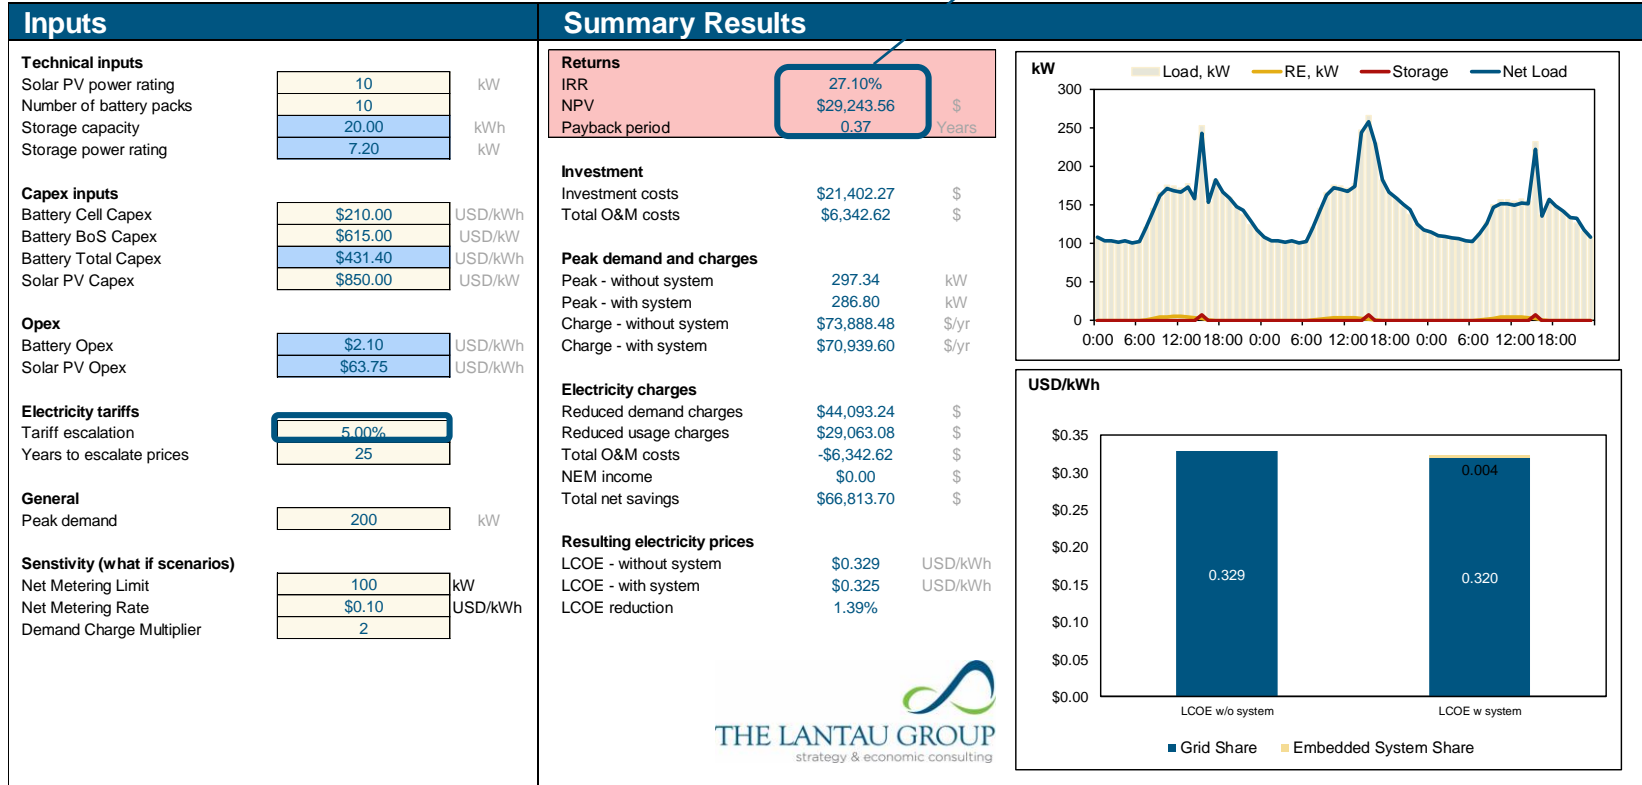 Inputs
Technical inputs
Solar PV power rating 10 kW
Number of battery packs 10
Storage capacity 20.00 kWh
Storage power rating 7.20 kW
Capex inputs
Battery Cell Capex $210.00 USD/kWh
Battery BoS Capex $615.00 USD/kW
Battery Total Capex $431.40 USD/kWh
Solar PV Capex $850.00 USD/kW
Opex
Battery Opex $2.10 USD/kWh
Solar PV Opex $63.75 USD/kWh
Electricity tariffs
Tariff escalation 5.00%
Years to escalate prices 25
General
Peak demand 200 kW
Senstivity (what if scenarios)
Net Metering Limit 100 kW
Net Metering Rate $0.10 USD/kWh
Demand Charge Multiplier 2
Summary Results
Returns
IRR 27.10%
NPV $29,243.56 $
Payback period 0.37 Years
Investment
Investment costs $21,402.27 $
Total O&M costs $6,342.62 $
Peak demand and charges
Peak - without system 297.34 kW
Peak - with system 286.80 kW
Charge - without system $73,888.48 $/yr
Charge - with system $70,939.60 $/yr
Electricity charges
Reduced demand charges $44,093.24 $
Reduced usage charges $29,063.08 $
Total O&M costs -$6,342.62 $
NEM income $0.00 $
Total net savings $66,813.70 $
Resulting electricity prices
LCOE - without system $0.329 USD/kWh
LCOE - with system $0.325 USD/kWh
LCOE reduction 1.39%
THE LANTAU GROUP
strategy & economic consulting
kW Load, kW RE, kW Storage Net Load
300
250
200
150
100
50
0
0:00 6:00 12:00 18:00 0:00 6:00 12:00 18:00 0:00 6:00 12:00 18:00
USD/kWh
$0.35
$0.30
$0.25
$0.20
$0.15
$0.10
$0.05
$0.00
0.004
0.329 0.320
LCOE w/o system LCOE w system
Grid Share Embedded System Share